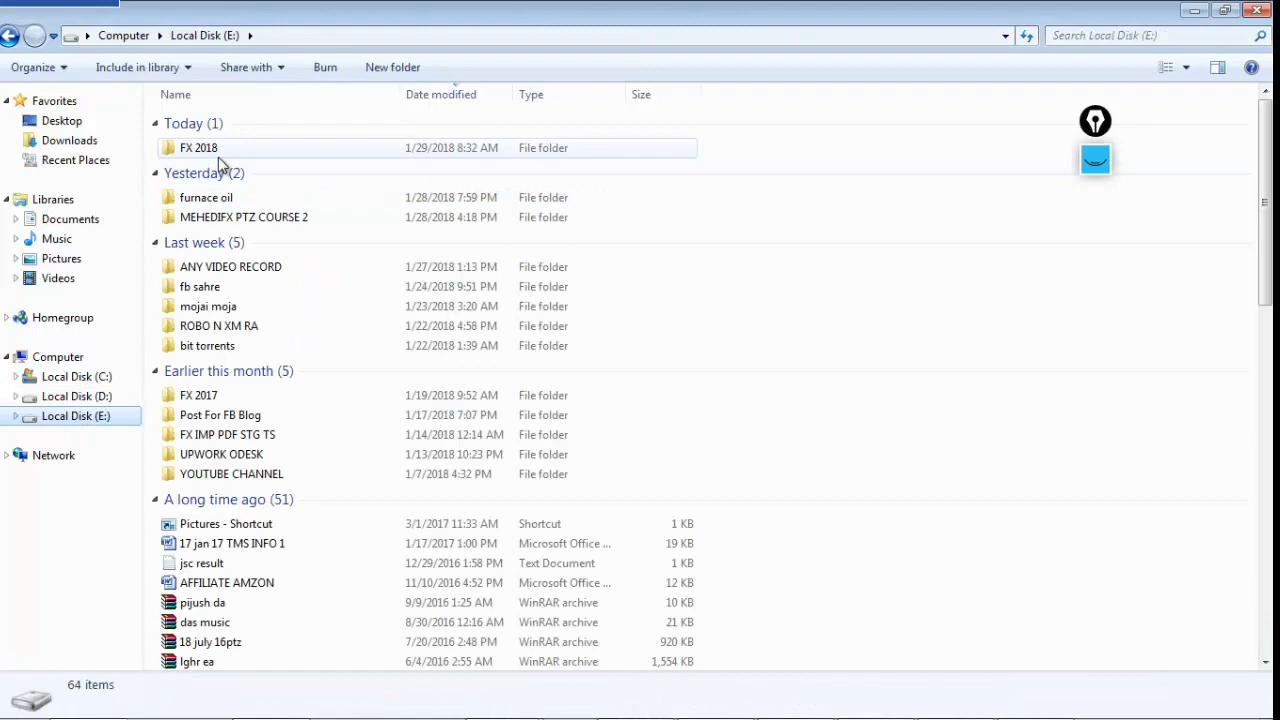 Computer Local Disk (E:) Search Local Disk (E:)
Organize Include in library Share with Burn New folder
Favorites
Desktop
Downloads
Recent Places
Libraries
Documents
Music
Pictures
Videos
Homegroup
Computer
Local Disk (C:)
Local Disk (D:)
Local Disk (E:)
Network
Name Date modified Type Size
Today (1)
FX 2018 1/29/2018 8:32 AM File folder
Yesterday (2)
furnace oil 1/28/2018 7:59 PM File folder
MEHEDIFX PTZ COURSE 2 1/28/2018 4:18 PM File folder
Last week (5)
ANY VIDEO RECORD 1/27/2018 1:13 PM File folder
fb sahre 1/24/2018 9:51 PM File folder
mojai moja 1/23/2018 3:20 AM File folder
ROBO N XM RA 1/22/2018 4:58 PM File folder
bit torrents 1/22/2018 1:39 AM File folder
Earlier this month (5)
FX 2017 1/19/2018 9:52 AM File folder
Post For FB Blog 1/17/2018 7:07 PM File folder
FX IMP PDF STG TS 1/14/2018 12:14 AM File folder
UPWORK ODESK 1/13/2018 10:23 PM File folder
YOUTUBE CHANNEL 1/7/2018 4:32 PM File folder
A long time ago (51)
Pictures - Shortcut 3/1/2017 11:33 AM Shortcut 1 KB
17 jan 17 TMS INFO 1 1/17/2017 1:00 PM Microsoft Office ... 19 KB
jsc result 12/29/2016 1:58 PM Text Document 1 KB
AFFILIATE AMZON 11/10/2016 4:52 PM Microsoft Office ... 12 KB
pijush da 9/9/2016 1:25 AM WinRAR archive 10 KB
das music 8/30/2016 12:16 AM WinRAR archive 21 KB
18 july 16ptz 7/20/2016 2:48 PM WinRAR archive 920 KB
lghr ea 6/4/2016 2:55 AM WinRAR archive 1,554 KB
64 items